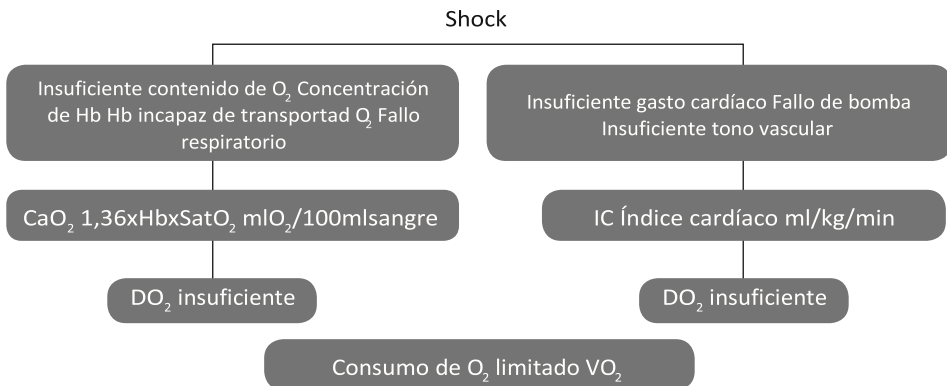 Shock
Insuficiente contenido de O₂ Concentración
de Hb Hb incapaz de transportad O₂ Fallo
respiratorio
Insuficiente gasto cardíaco Fallo de bomba
Insuficiente tono vascular
CaO₂ 1,36xHbxSatO₂ mlO₂/100mlsangre
IC Índice cardíaco ml/kg/min
DO₂ insuficiente
DO₂ insuficiente
Consumo de O₂ limitado VO₂